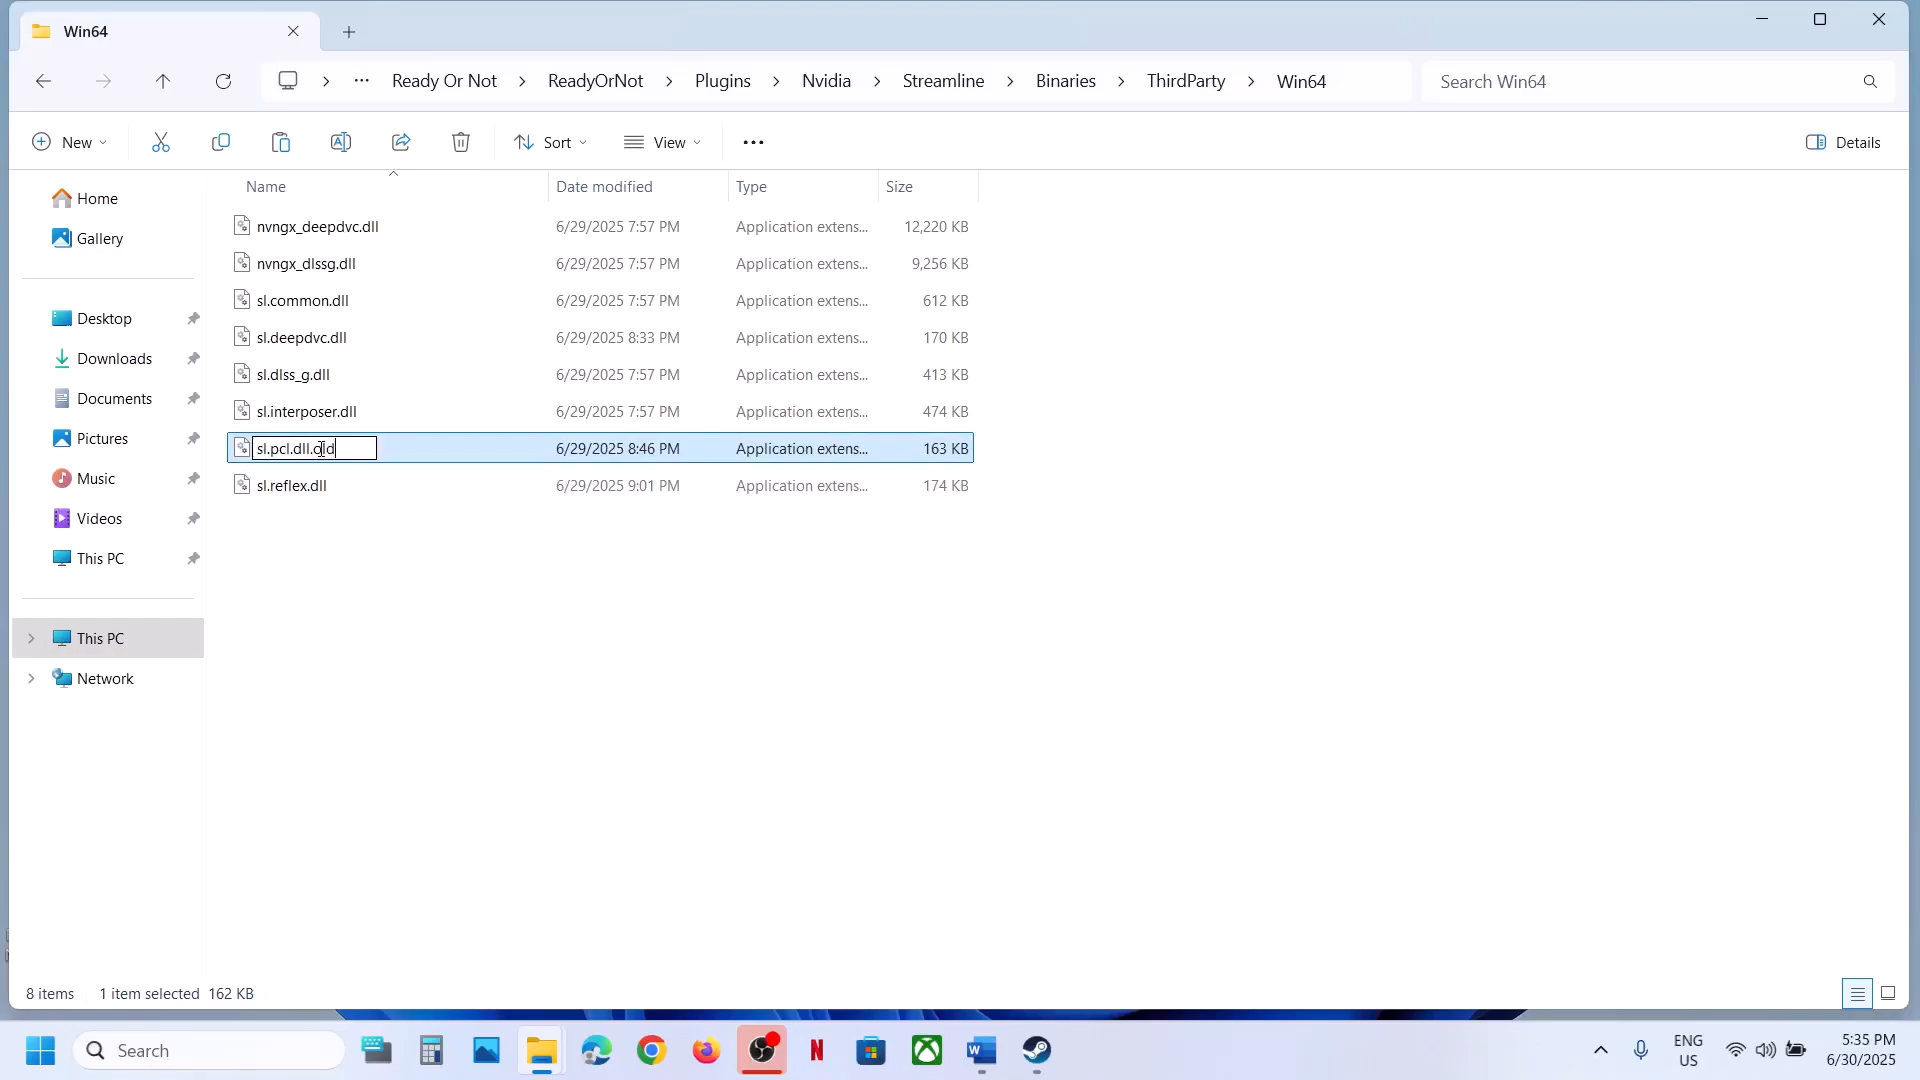 Win64
Ready Or Not > ReadyOrNot > Plugins > Nvidia > Streamline > Binaries > ThirdParty > Win64
Search Win64
New
Sort
View
Details
Name Date modified Type Size
Home
Gallery
Desktop
Downloads
Documents
Pictures
Music
Videos
This PC
This PC
Network
nvngx_deepdvc.dll 6/29/2025 7:57 PM Application extens... 12,220 KB
nvngx_dlssg.dll 6/29/2025 7:57 PM Application extens... 9,256 KB
sl.common.dll 6/29/2025 7:57 PM Application extens... 612 KB
sl.deepdvc.dll 6/29/2025 8:33 PM Application extens... 170 KB
sl.dlss_g.dll 6/29/2025 7:57 PM Application extens... 413 KB
sl.interposer.dll 6/29/2025 7:57 PM Application extens... 474 KB
sl.pcl.dll.old 6/29/2025 8:46 PM Application extens... 163 KB
sl.reflex.dll 6/29/2025 9:01 PM Application extens... 174 KB
8 items 1 item selected 162 KB
Search
ENG
US
5:35 PM
6/30/2025